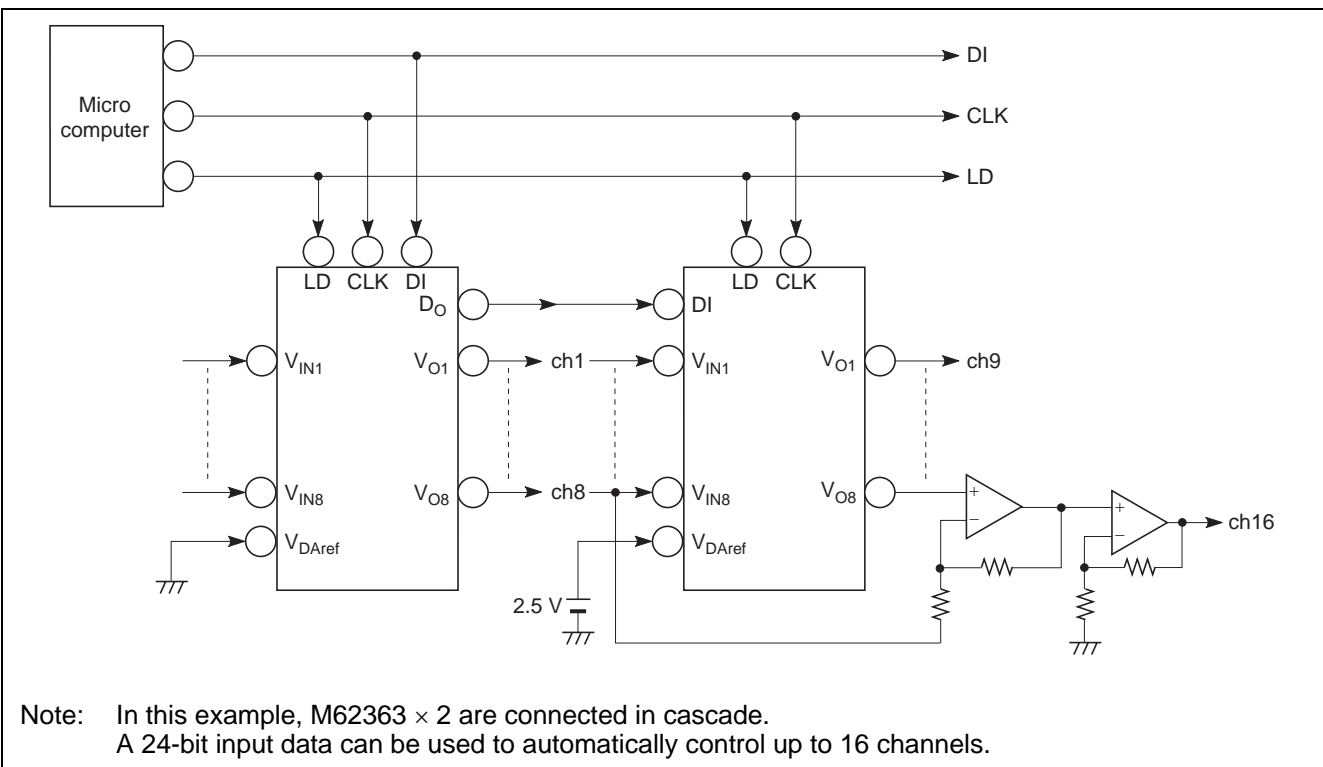 DI
Micro
computer
CLK
LD
LD CLK DI
LD CLK
DO
DI
VIN1
VO1
ch1
VIN1
VO1
ch9
VIN8
VO8
ch8
VIN8
VO8
+
−
+
−
ch16
VDAref
VDAref
2.5 V
Note: In this example, M62363 × 2 are connected in cascade.
A 24-bit input data can be used to automatically control up to 16 channels.